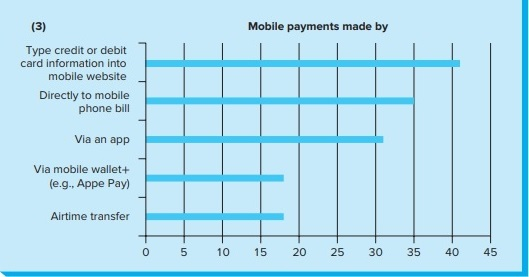 (3)
Mobile payments made by
Type credit or debit
card information into
mobile website
Directly to mobile
phone bill
Via an app
Via mobile wallet+
(e.g., Appe Pay)
Airtime transfer
0 5 10 15 20 25 30 35 40 45